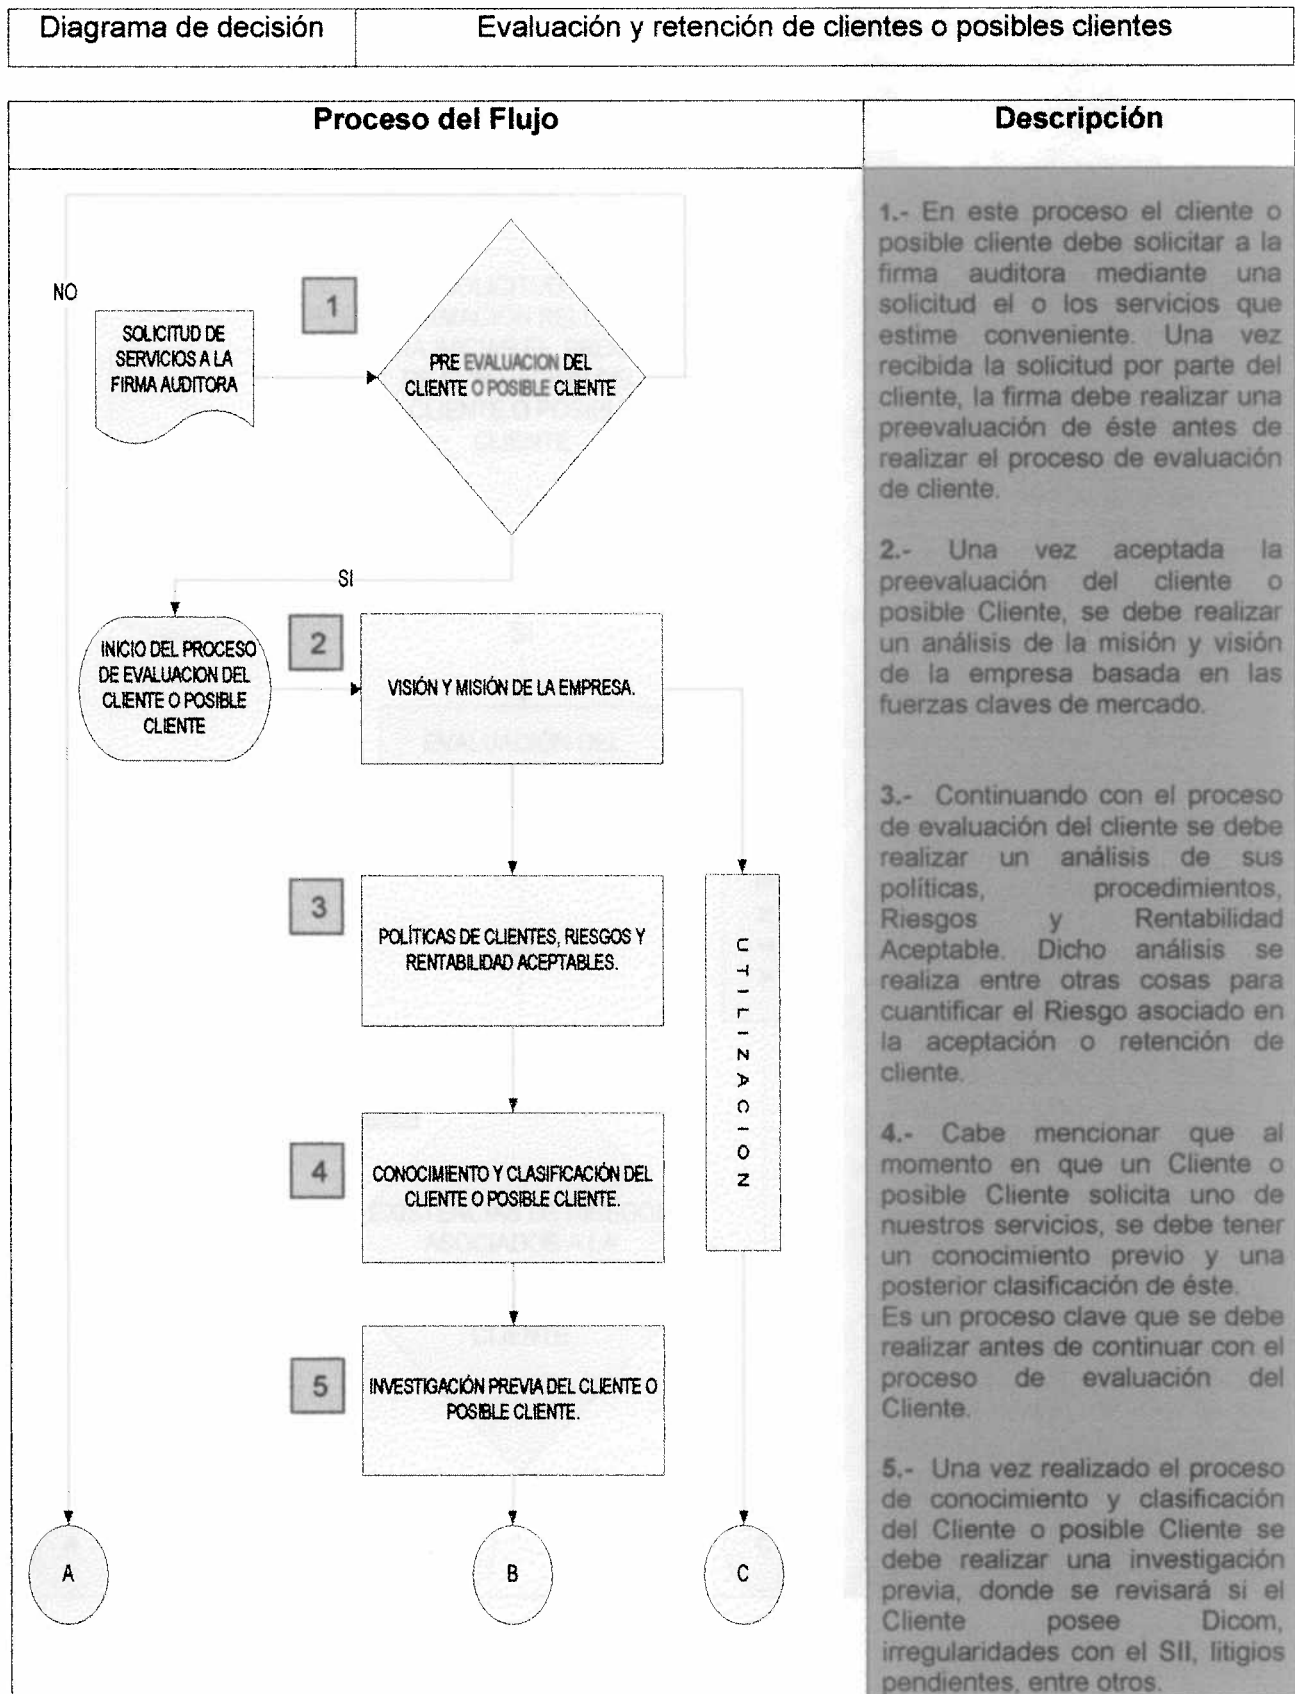 Diagrama de decisión
Evaluación y retención de clientes o posibles clientes
Proceso del Flujo
Descripción
NO
1
SOLICITUD DE
SERVICIOS A LA
FIRMA AUDITORA
PRE EVALUACION DEL
CLIENTE O POSIBLE CLIENTE
SI
INICIO DEL PROCESO
DE EVALUACION DEL
CLIENTE O POSIBLE
CLIENTE
2
VISIÓN Y MISIÓN DE LA EMPRESA.
3
POLÍTICAS DE CLIENTES, RIESGOS Y
RENTABILIDAD ACEPTABLES.
UTILIZACION
4
CONOCIMIENTO Y CLASIFICACIÓN DEL
CLIENTE O POSIBLE CLIENTE.
5
INVESTIGACIÓN PREVIA DEL CLIENTE O
POSIBLE CLIENTE.
A
B
C
1.- En este proceso el cliente o
posible cliente debe solicitar a la
firma auditora mediante una
solicitud el o los servicios que
estime conveniente. Una vez
recibida la solicitud por parte del
cliente, la firma debe realizar una
preevaluación de éste antes de
realizar el proceso de evaluación
de cliente.
2.- Una vez aceptada la
preevaluación del cliente o
posible Cliente, se debe realizar
un análisis de la misión y visión
de la empresa basada en las
fuerzas claves de mercado.
3.- Continuando con el proceso
de evaluación del cliente se debe
realizar un análisis de sus
políticas, procedimientos,
Riesgos y Rentabilidad
Aceptable. Dicho análisis se
realiza entre otras cosas para
cuantificar el Riesgo asociado en
la aceptación o retención de
cliente.
4.- Cabe mencionar que al
momento en que un Cliente o
posible Cliente solicita uno de
nuestros servicios, se debe tener
un conocimiento previo y una
posterior clasificación de éste.
Es un proceso clave que se debe
realizar antes de continuar con el
proceso de evaluación del
Cliente.
5.- Una vez realizado el proceso
de conocimiento y clasificación
del Cliente o posible Cliente se
debe realizar una investigación
previa, donde se revisará sí el
Cliente posee Dicom,
irregularidades con el SII, litigios
pendientes, entre otros.